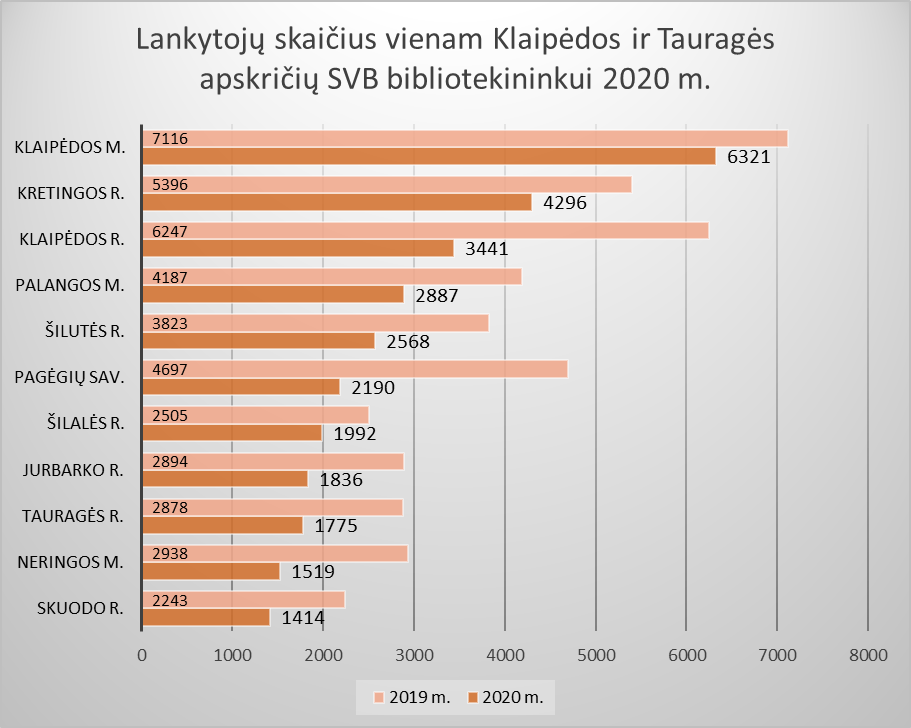 Lankytojų skaičius vienam Klaipėdos ir Tauragės
apskričių SVB bibliotekininkui 2020 m.
KLAIPĖDOS M. 7116 6321
KRETINGOS R. 5396 4296
KLAIPĖDOS R. 6247 3441
PALANGOS M. 4187 2887
ŠILUTĖS R. 3823 2568
PAGĖGIŲ SAV. 4697 2190
ŠILALĖS R. 2505 1992
JURBARKO R. 2894 1836
TAURAGĖS R. 2878 1775
NERINGOS M. 2938 1519
SKUODO R. 2243 1414
0 1000 2000 3000 4000 5000 6000 7000 8000
2019 m. 2020 m.